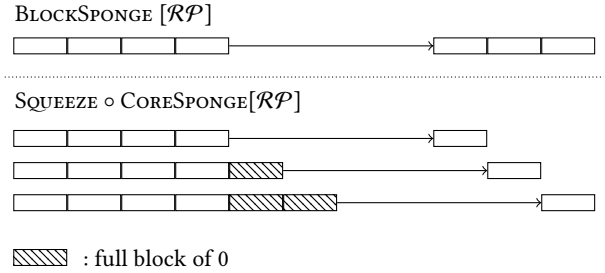 BlockSponge [𝓡𝓟]
Squeeze ∘ CoreSponge[𝓡𝓟]
: full block of 0